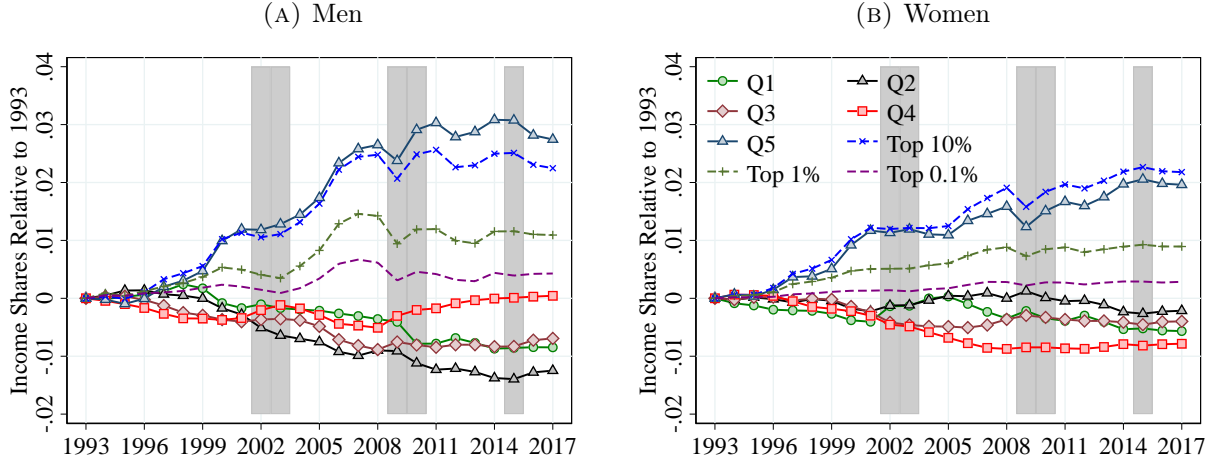 (A) Men
Income Shares Relative to 1993
.04
.03
.02
.01
0
-.01
-.02
1993 1996 1999 2002 2005 2008 2011 2014 2017
(B) Women
Income Shares Relative to 1993
.04
.03
.02
.01
0
-.01
-.02
Q1 Q2
Q3 Q4
Q5 Top 10%
Top 1% Top 0.1%
1993 1996 1999 2002 2005 2008 2011 2014 2017